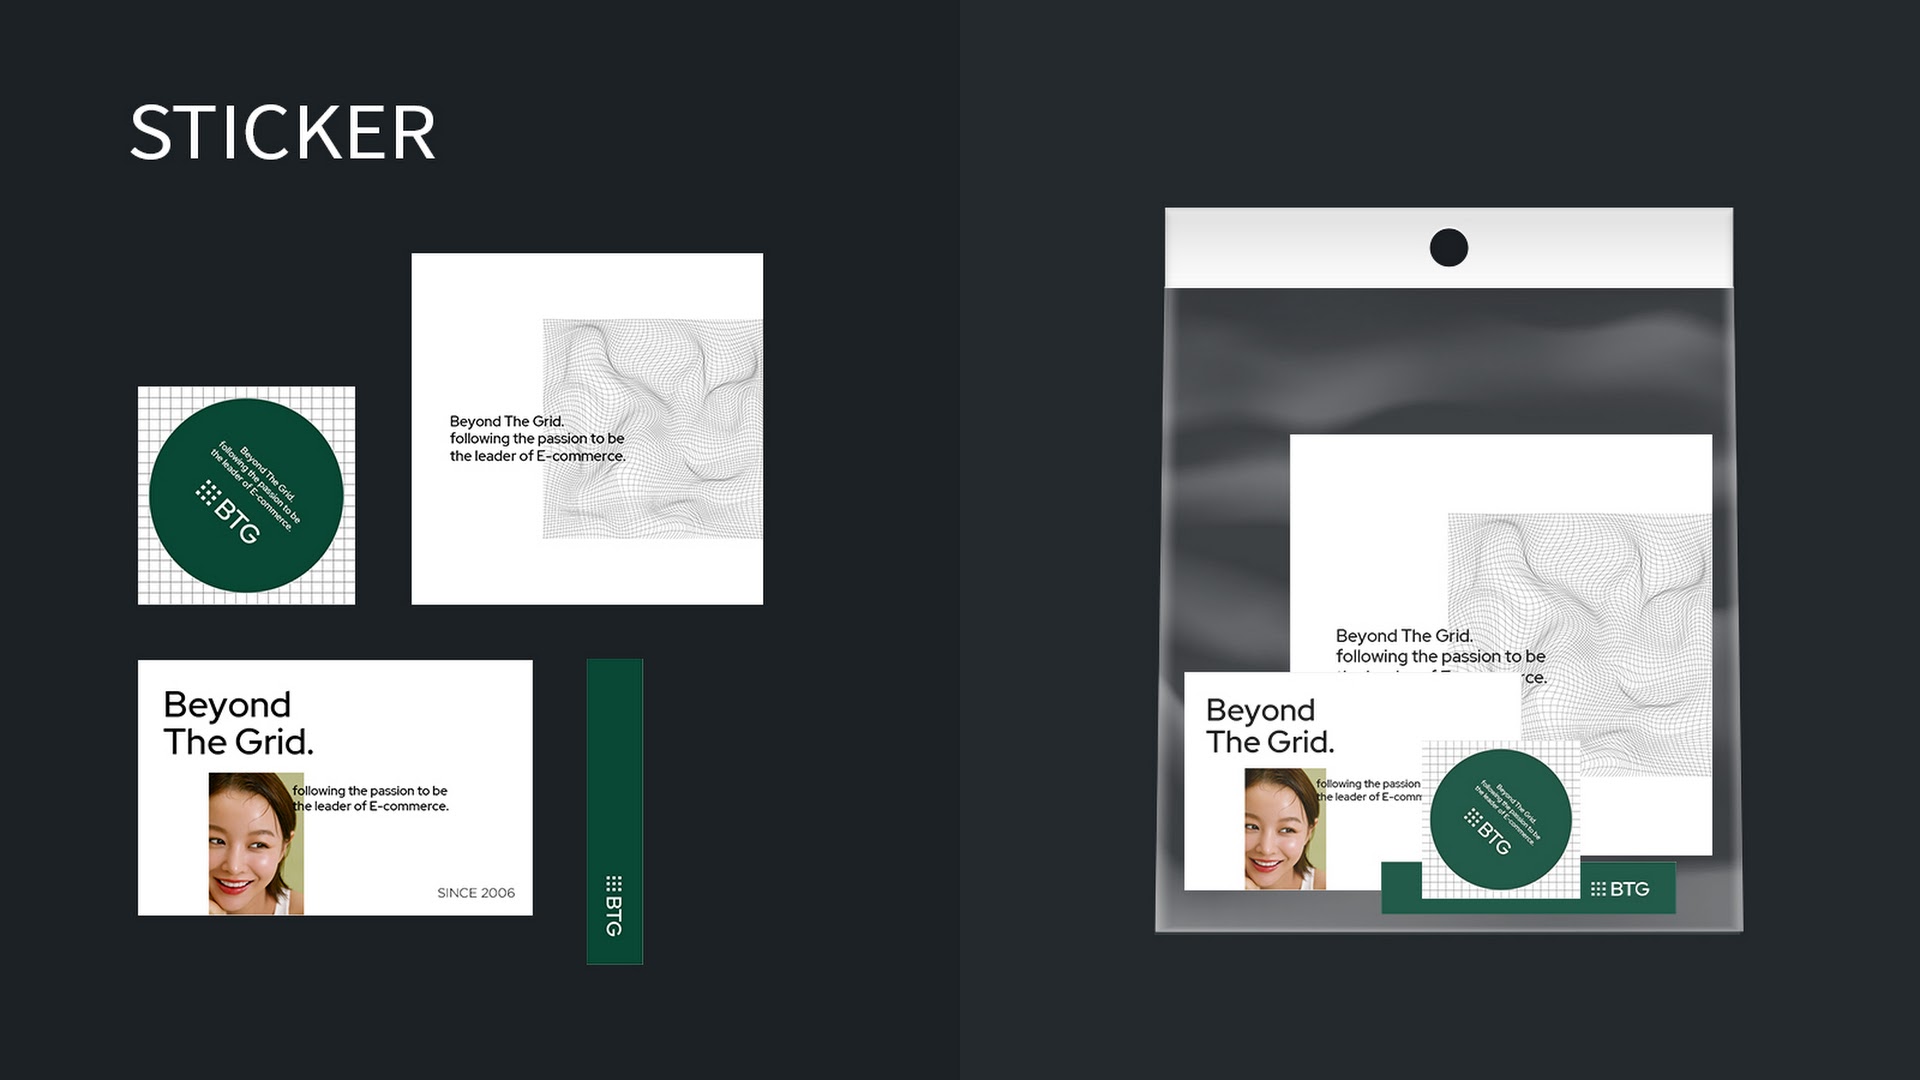 STICKER
Beyond The Grid.
following the passion to be
the leader of E-commerce.
Beyond The Grid.
following the passion to be
the leader of E-commerce.
BTG
Beyond
The Grid.
following the passion to be
the leader of E-commerce.
SINCE 2006
BTG
Beyond The Grid.
following the passion to be
rce.
Beyond
The Grid.
following the passion
the leader of E-comm
Beyond The Grid.
following the passion to be
the leader of E-commerce.
BTG
BTG